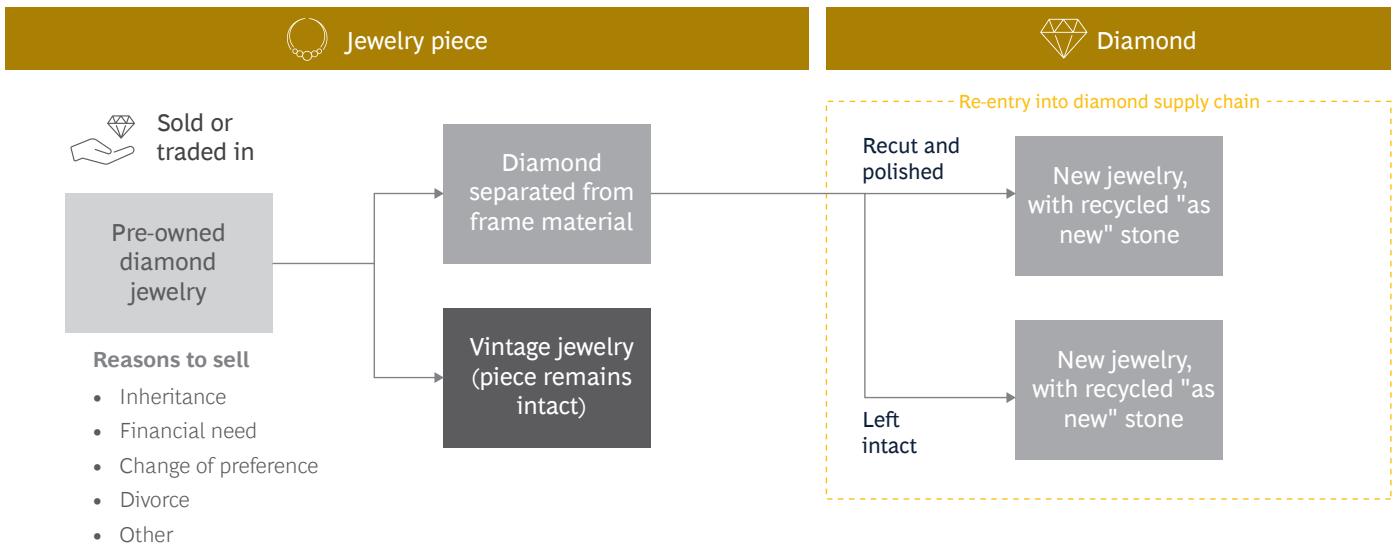 Jewelry piece
Diamond
Sold or
traded in
Pre-owned
diamond
jewelry
Reasons to sell
• Inheritance
• Financial need
• Change of preference
• Divorce
• Other
Diamond
separated from
frame material
Vintage jewelry
(piece remains
intact)
Re-entry into diamond supply chain
Recut and
polished
New jewelry,
with recycled "as
new" stone
Left
intact
New jewelry,
with recycled "as
new" stone